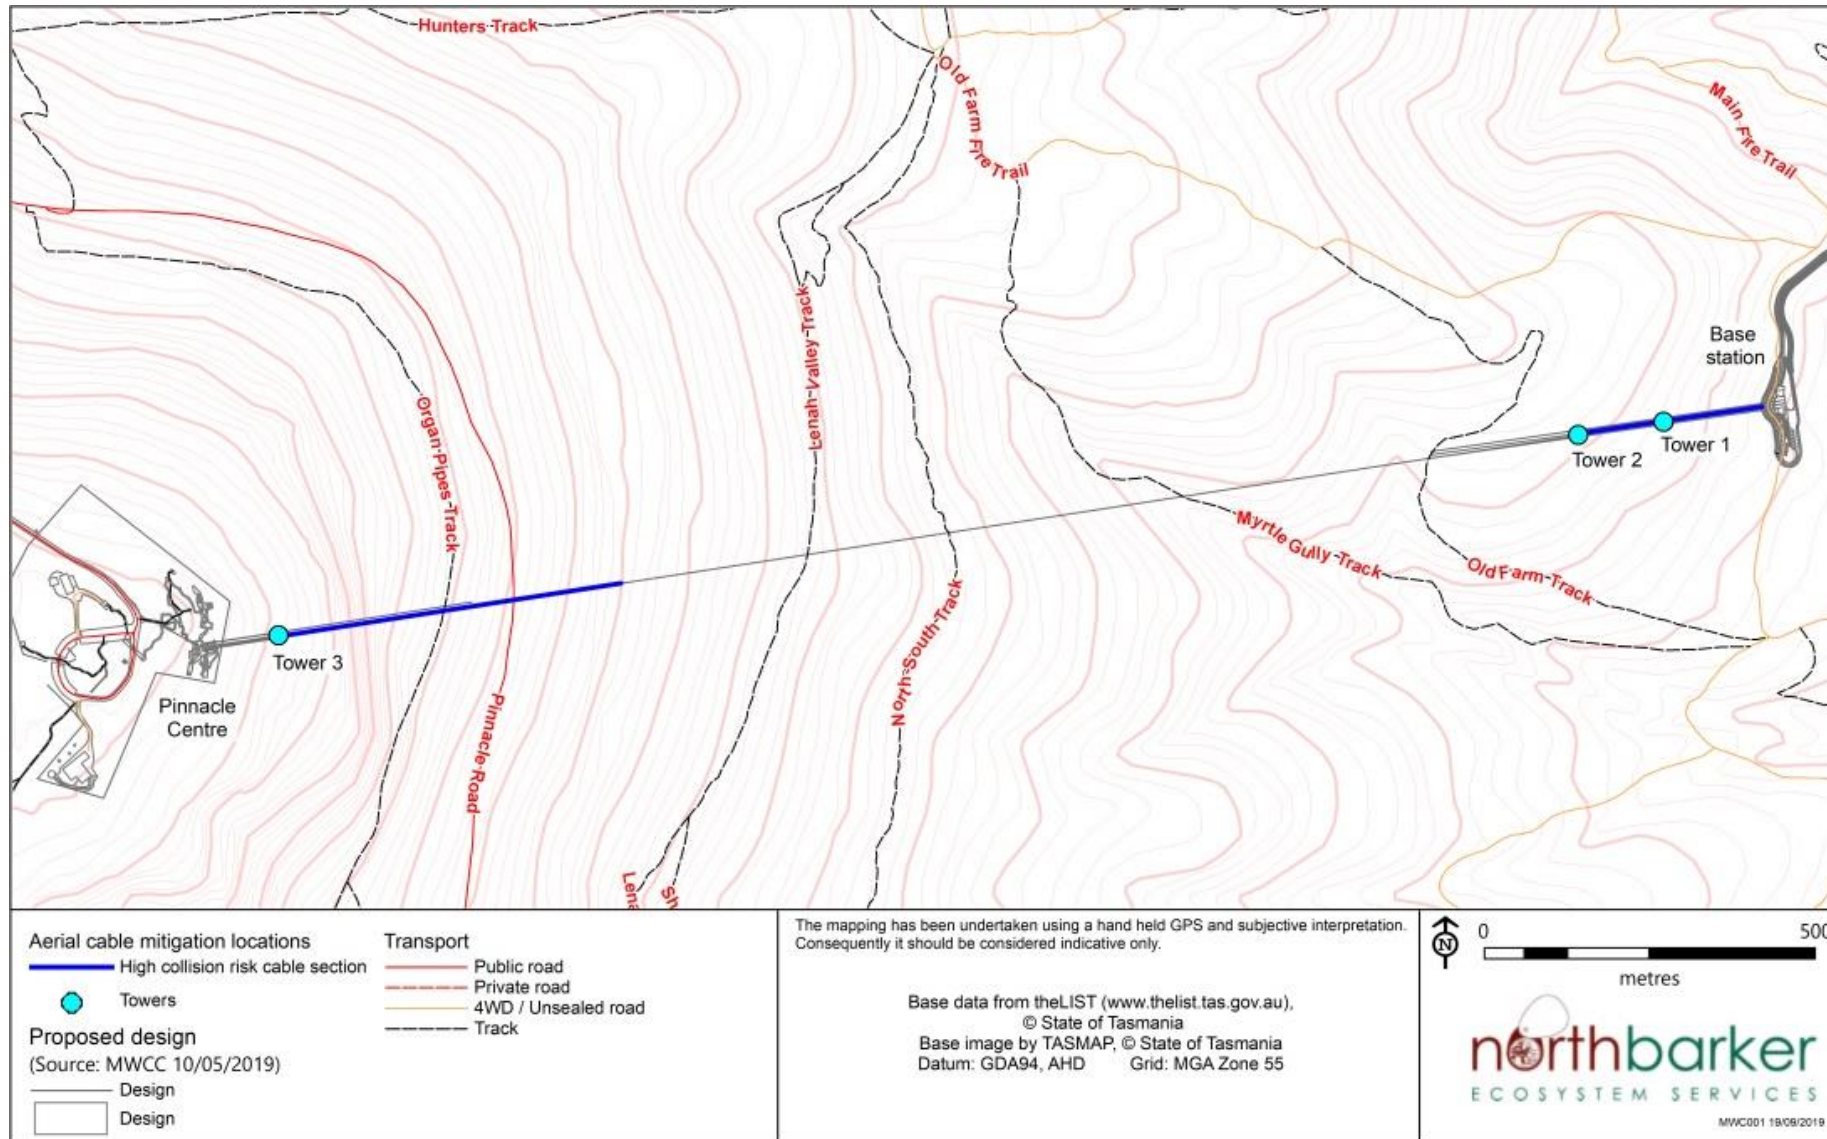 Hunters Track
Old Farm Fire Trail
Main Fire Trail
Lenah Valley Track
Organ Pipes Track
Base
station
Tower 1
Tower 2
Myrtle Gully Track
Old Farm Track
North South Track
Tower 3
Pinnacle
Centre
Pinnacle Road
Lena
Sh
Aerial cable mitigation locations
High collision risk cable section
Towers
Proposed design
(Source: MWCC 10/05/2019)
Design
Design
Transport
Public road
Private road
4WD / Unsealed road
Track
The mapping has been undertaken using a hand held GPS and subjective interpretation.
Consequently it should be considered indicative only.
Base data from theLIST (www.thelist.tas.gov.au),
© State of Tasmania
Base image by TASMAP, © State of Tasmania
Datum: GDA94, AHD Grid: MGA Zone 55
N
0 500
metres
northbarker
ECOSYSTEM SERVICES
MWC001 19/09/2019